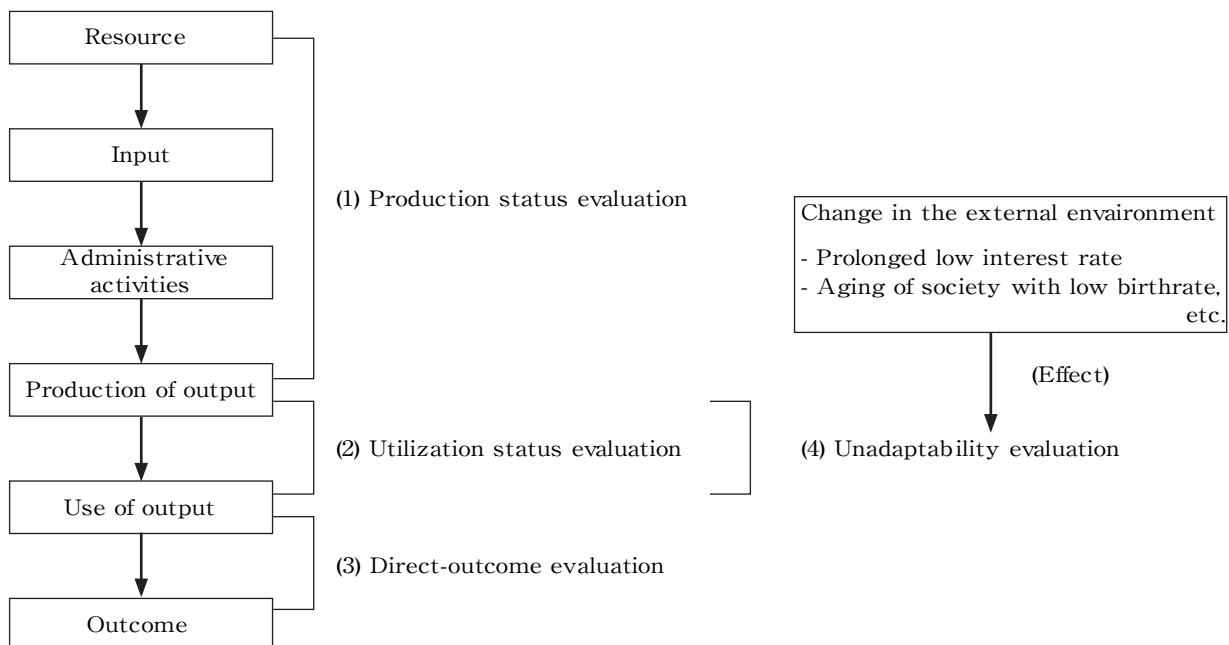 Resource
Input
(1) Production status evaluation
Change in the external envaironment
- Prolonged low interest rate
- Aging of society with low birthrate,
etc.
Administrative
activities
Production of output
(Effect)
(2) Utilization status evaluation
(4) Unadaptability evaluation
Use of output
(3) Direct-outcome evaluation
Outcome